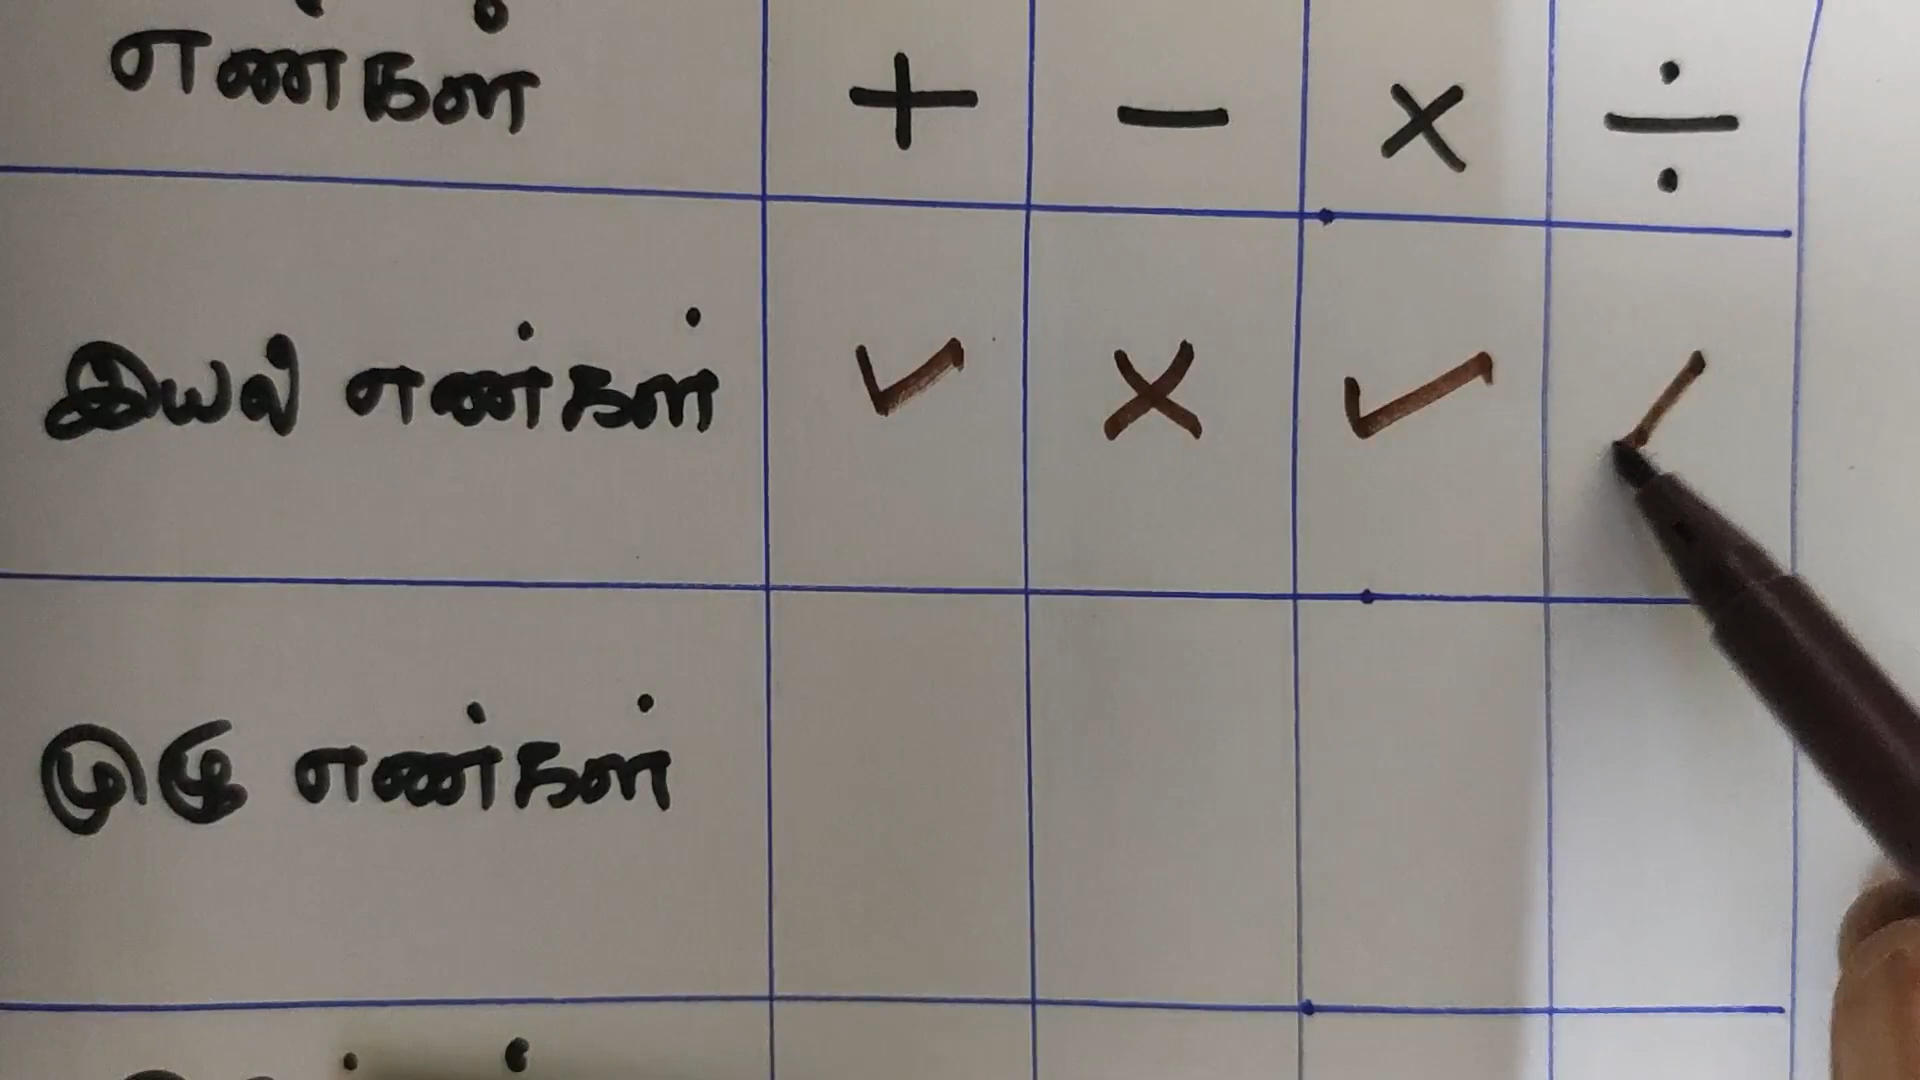 எண்கள் + − × ÷
இயல் எண்கள் ✓ × ✓
முழு எண்கள்